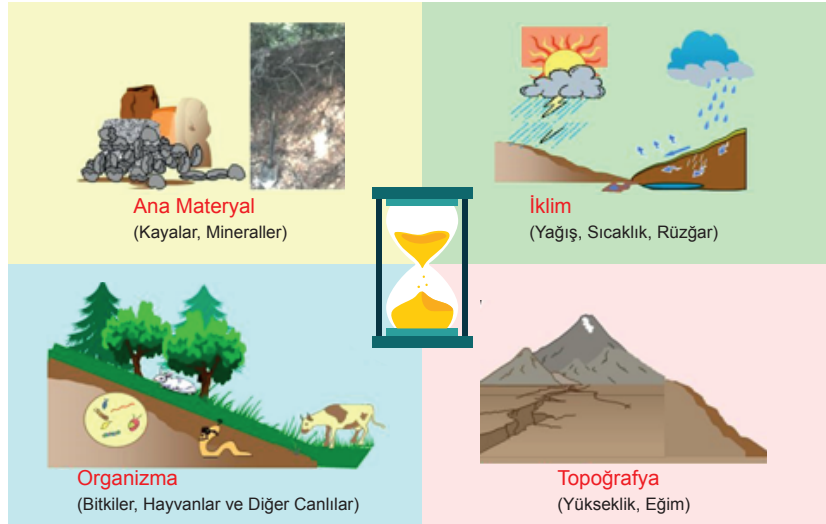 Ana Materyal
(Kayalar, Mineraller)
İklim
(Yağış, Sıcaklık, Rüzğar)
Organizma
(Bitkiler, Hayvanlar ve Diğer Canlılar)
Topoğrafya
(Yükseklik, Eğim)